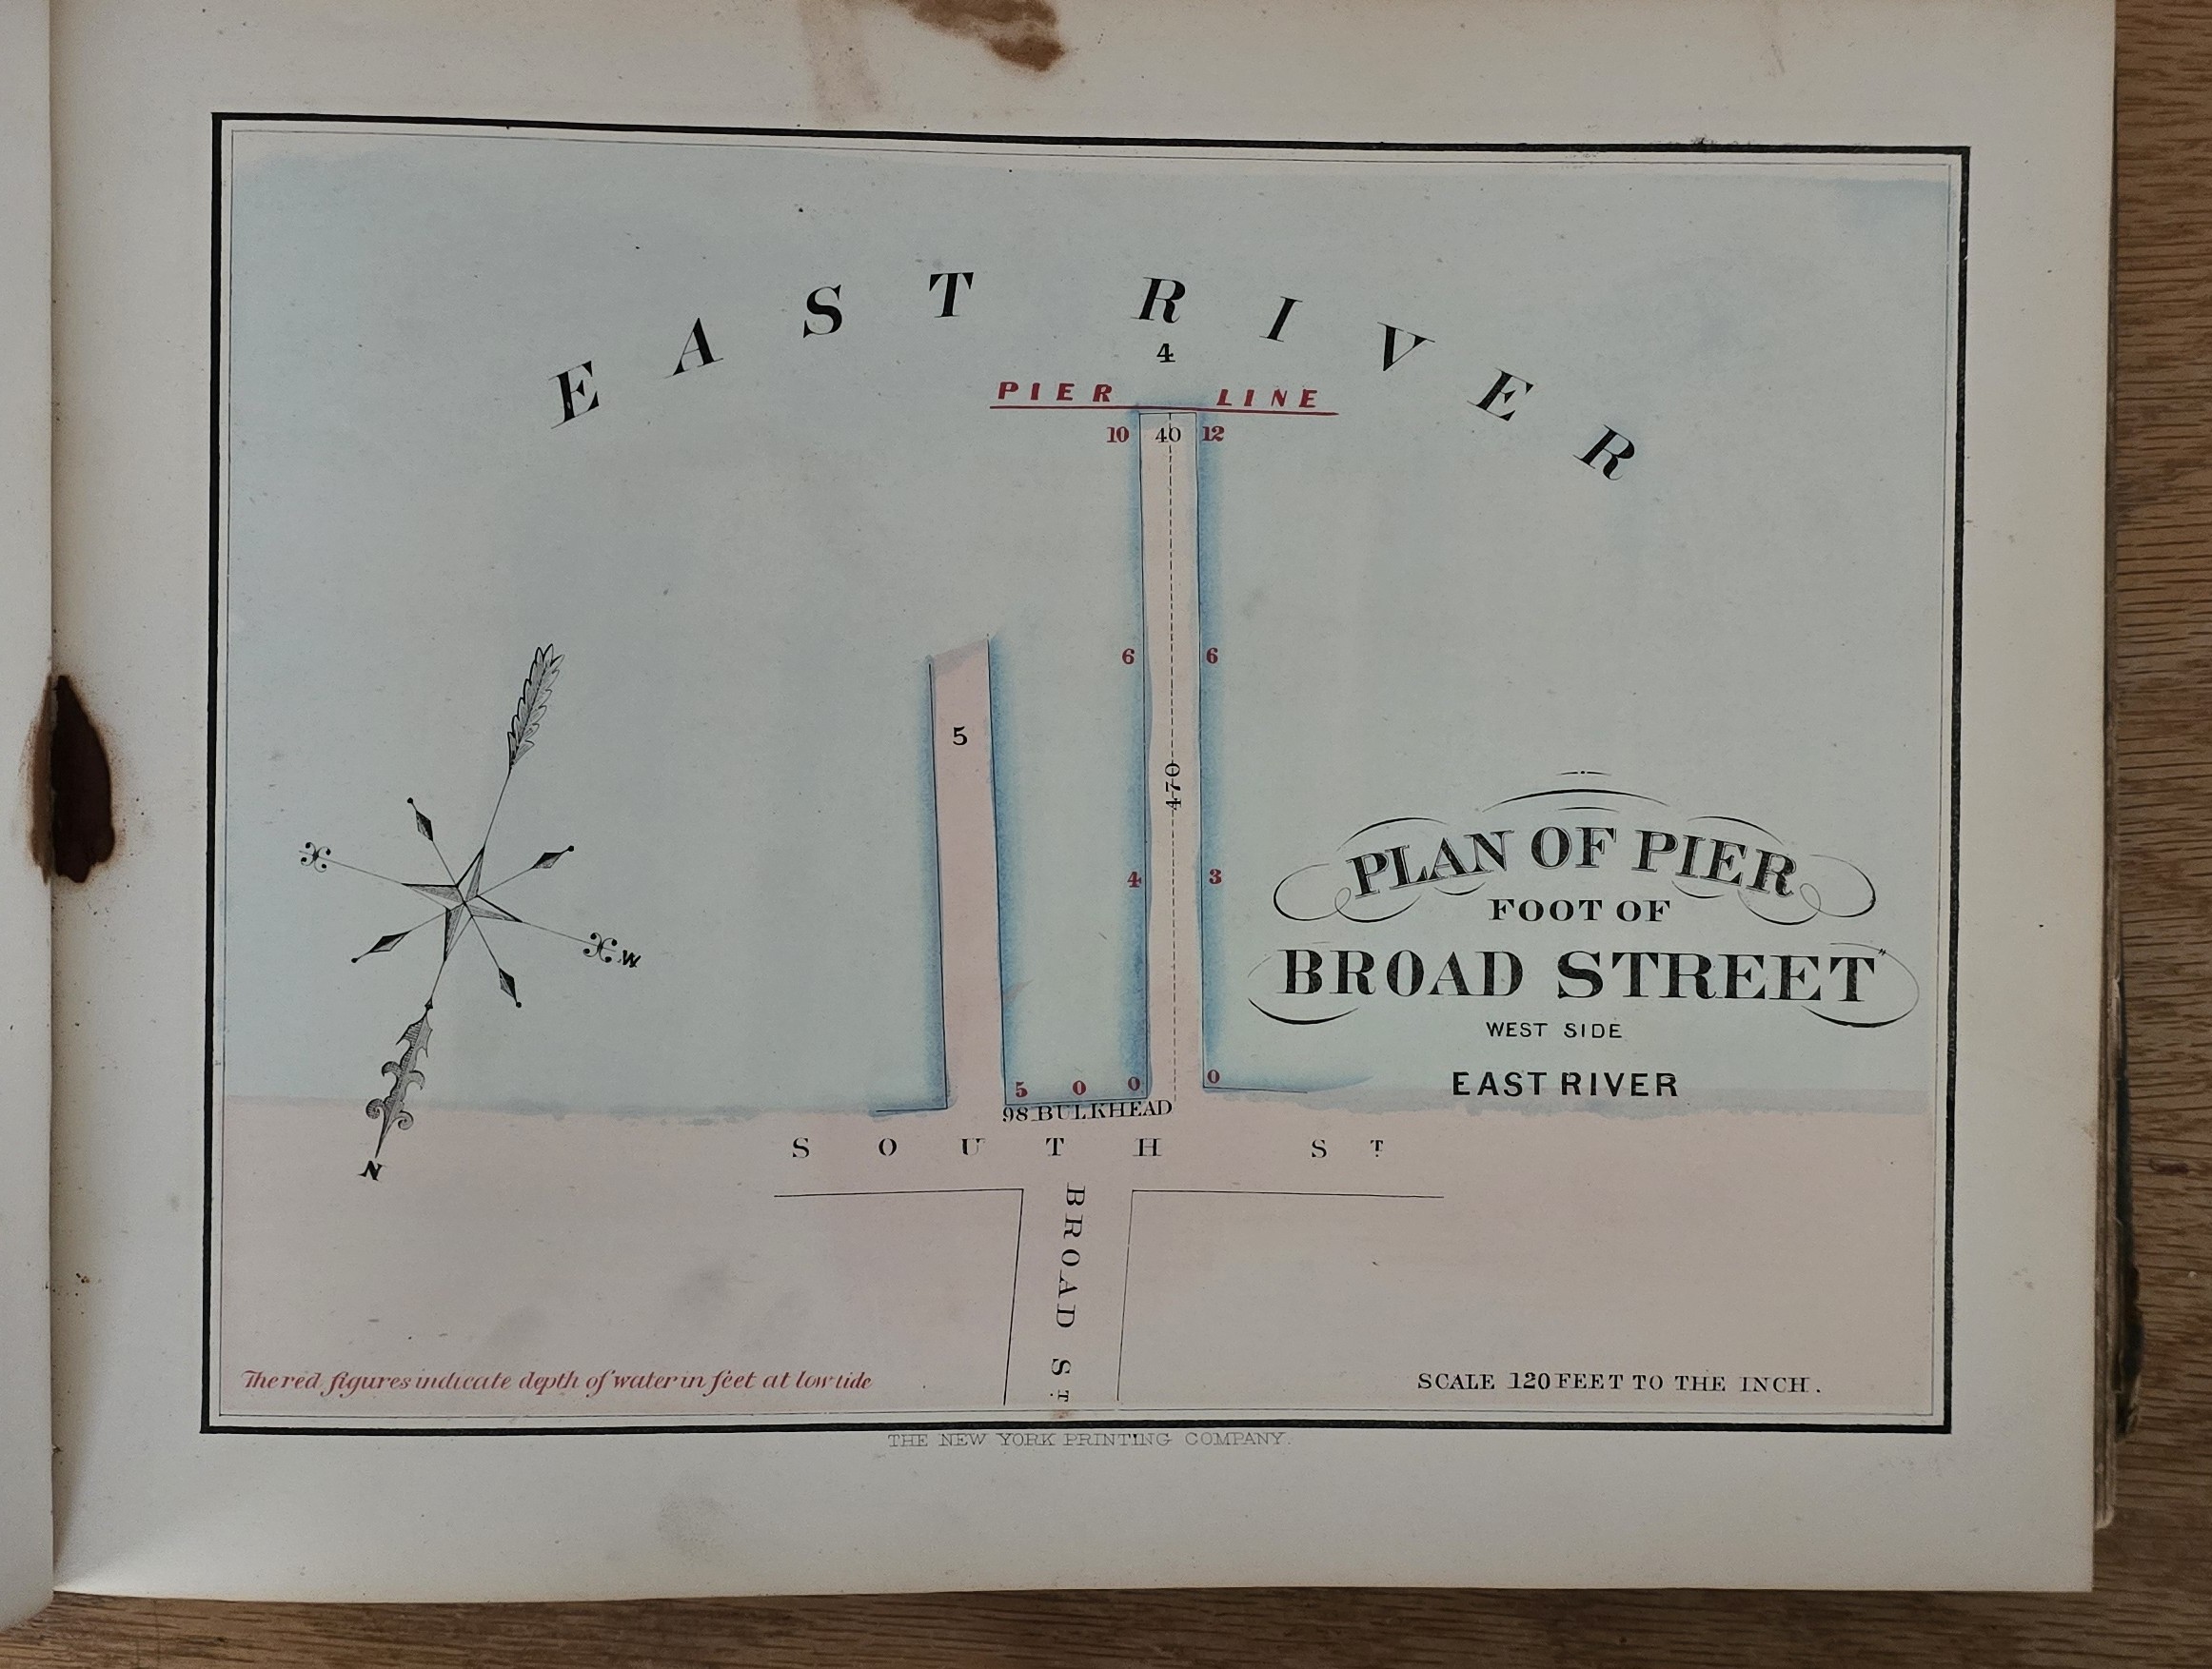 EAST RIVER
4
PIER LINE
10 40 12
6 6
5
470
4 3
PLAN OF PIER
FOOT OF
BROAD STREET
WEST SIDE
EAST RIVER
W
N
5 0 0 0
98 BULKHEAD
SOUTH ST
BROAD ST
The red figures indicate depth of water in feet at low tide
SCALE 120 FEET TO THE INCH.
THE NEW YORK PRINTING COMPANY.